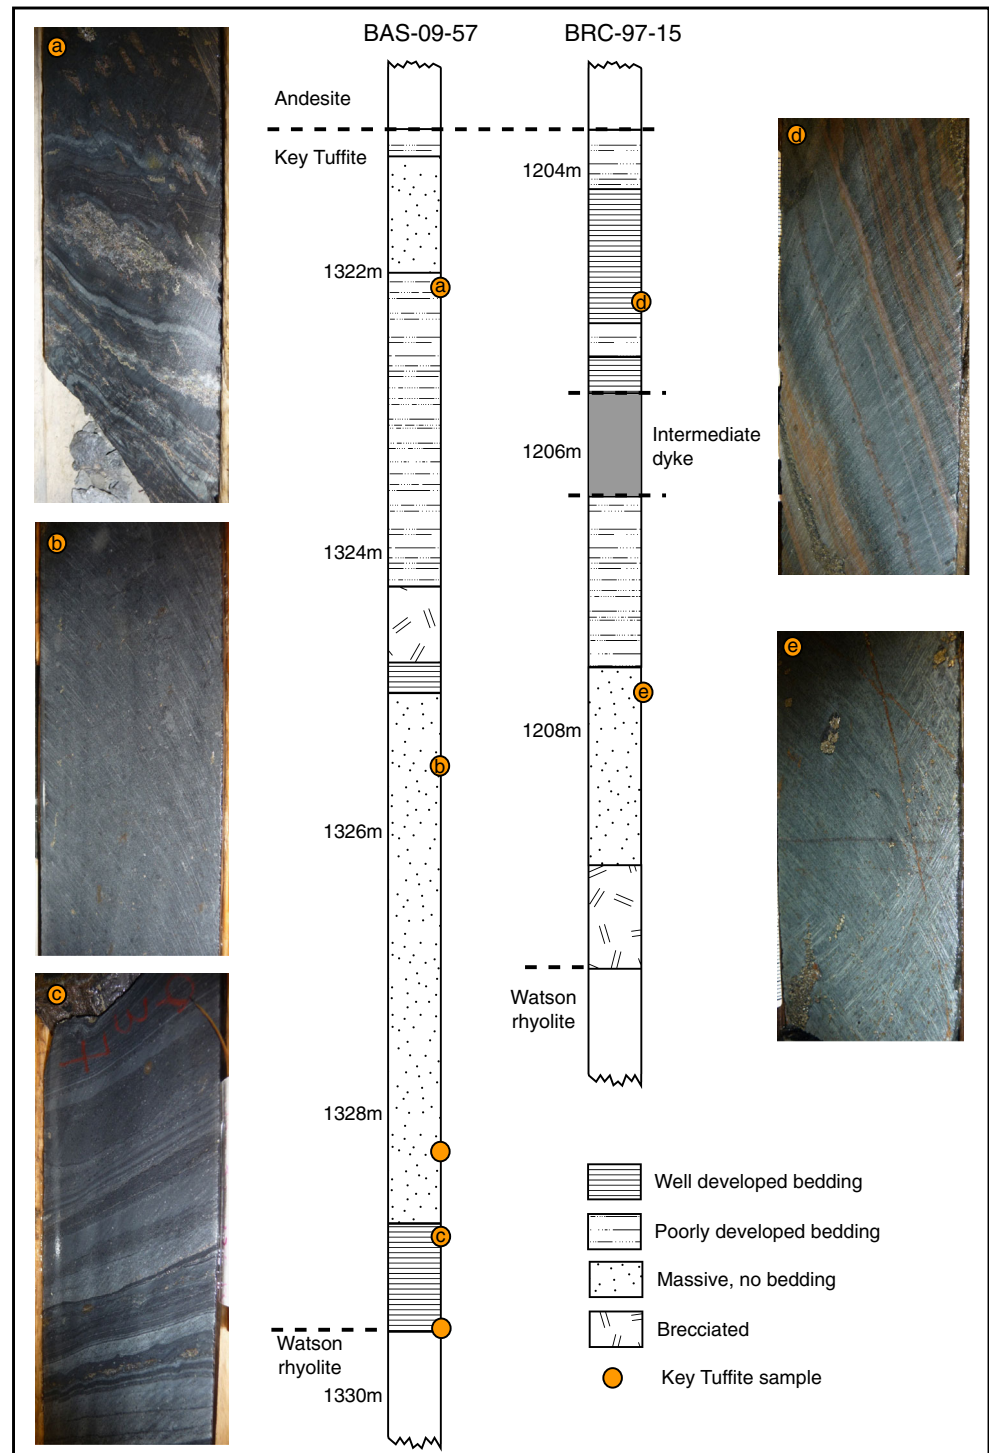 BAS-09-57
BRC-97-15
a
Andesite
Key Tuffite
1322m
a
1324m
b
1326m
1328m
c
Watson
rhyolite
1330m
b
c
1204m
d
1206m
Intermediate
dyke
e
1208m
Watson
rhyolite
d
e
Well developed bedding
Poorly developed bedding
Massive, no bedding
Brecciated
Key Tuffite sample